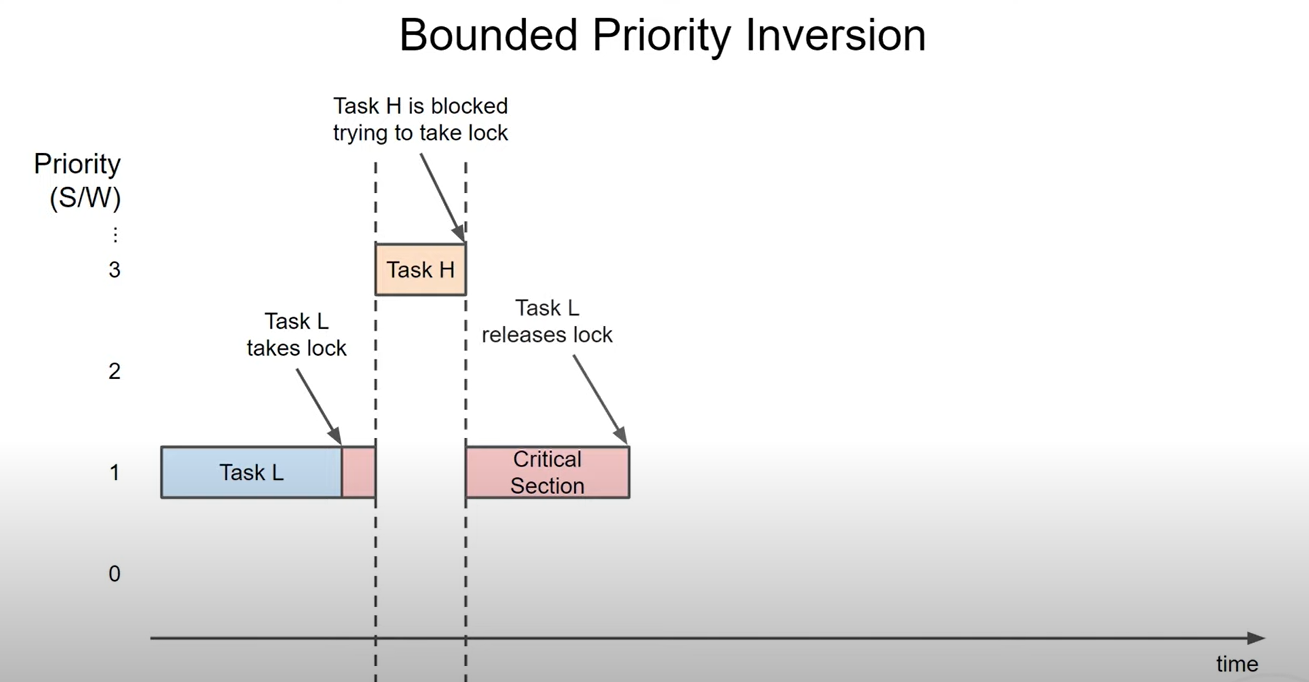 Bounded Priority Inversion
Task H is blocked
trying to take lock
Priority
(S/W)
⋮
3
Task H
Task L
takes lock
Task L
releases lock
2
1
Task L
Critical
Section
0
time